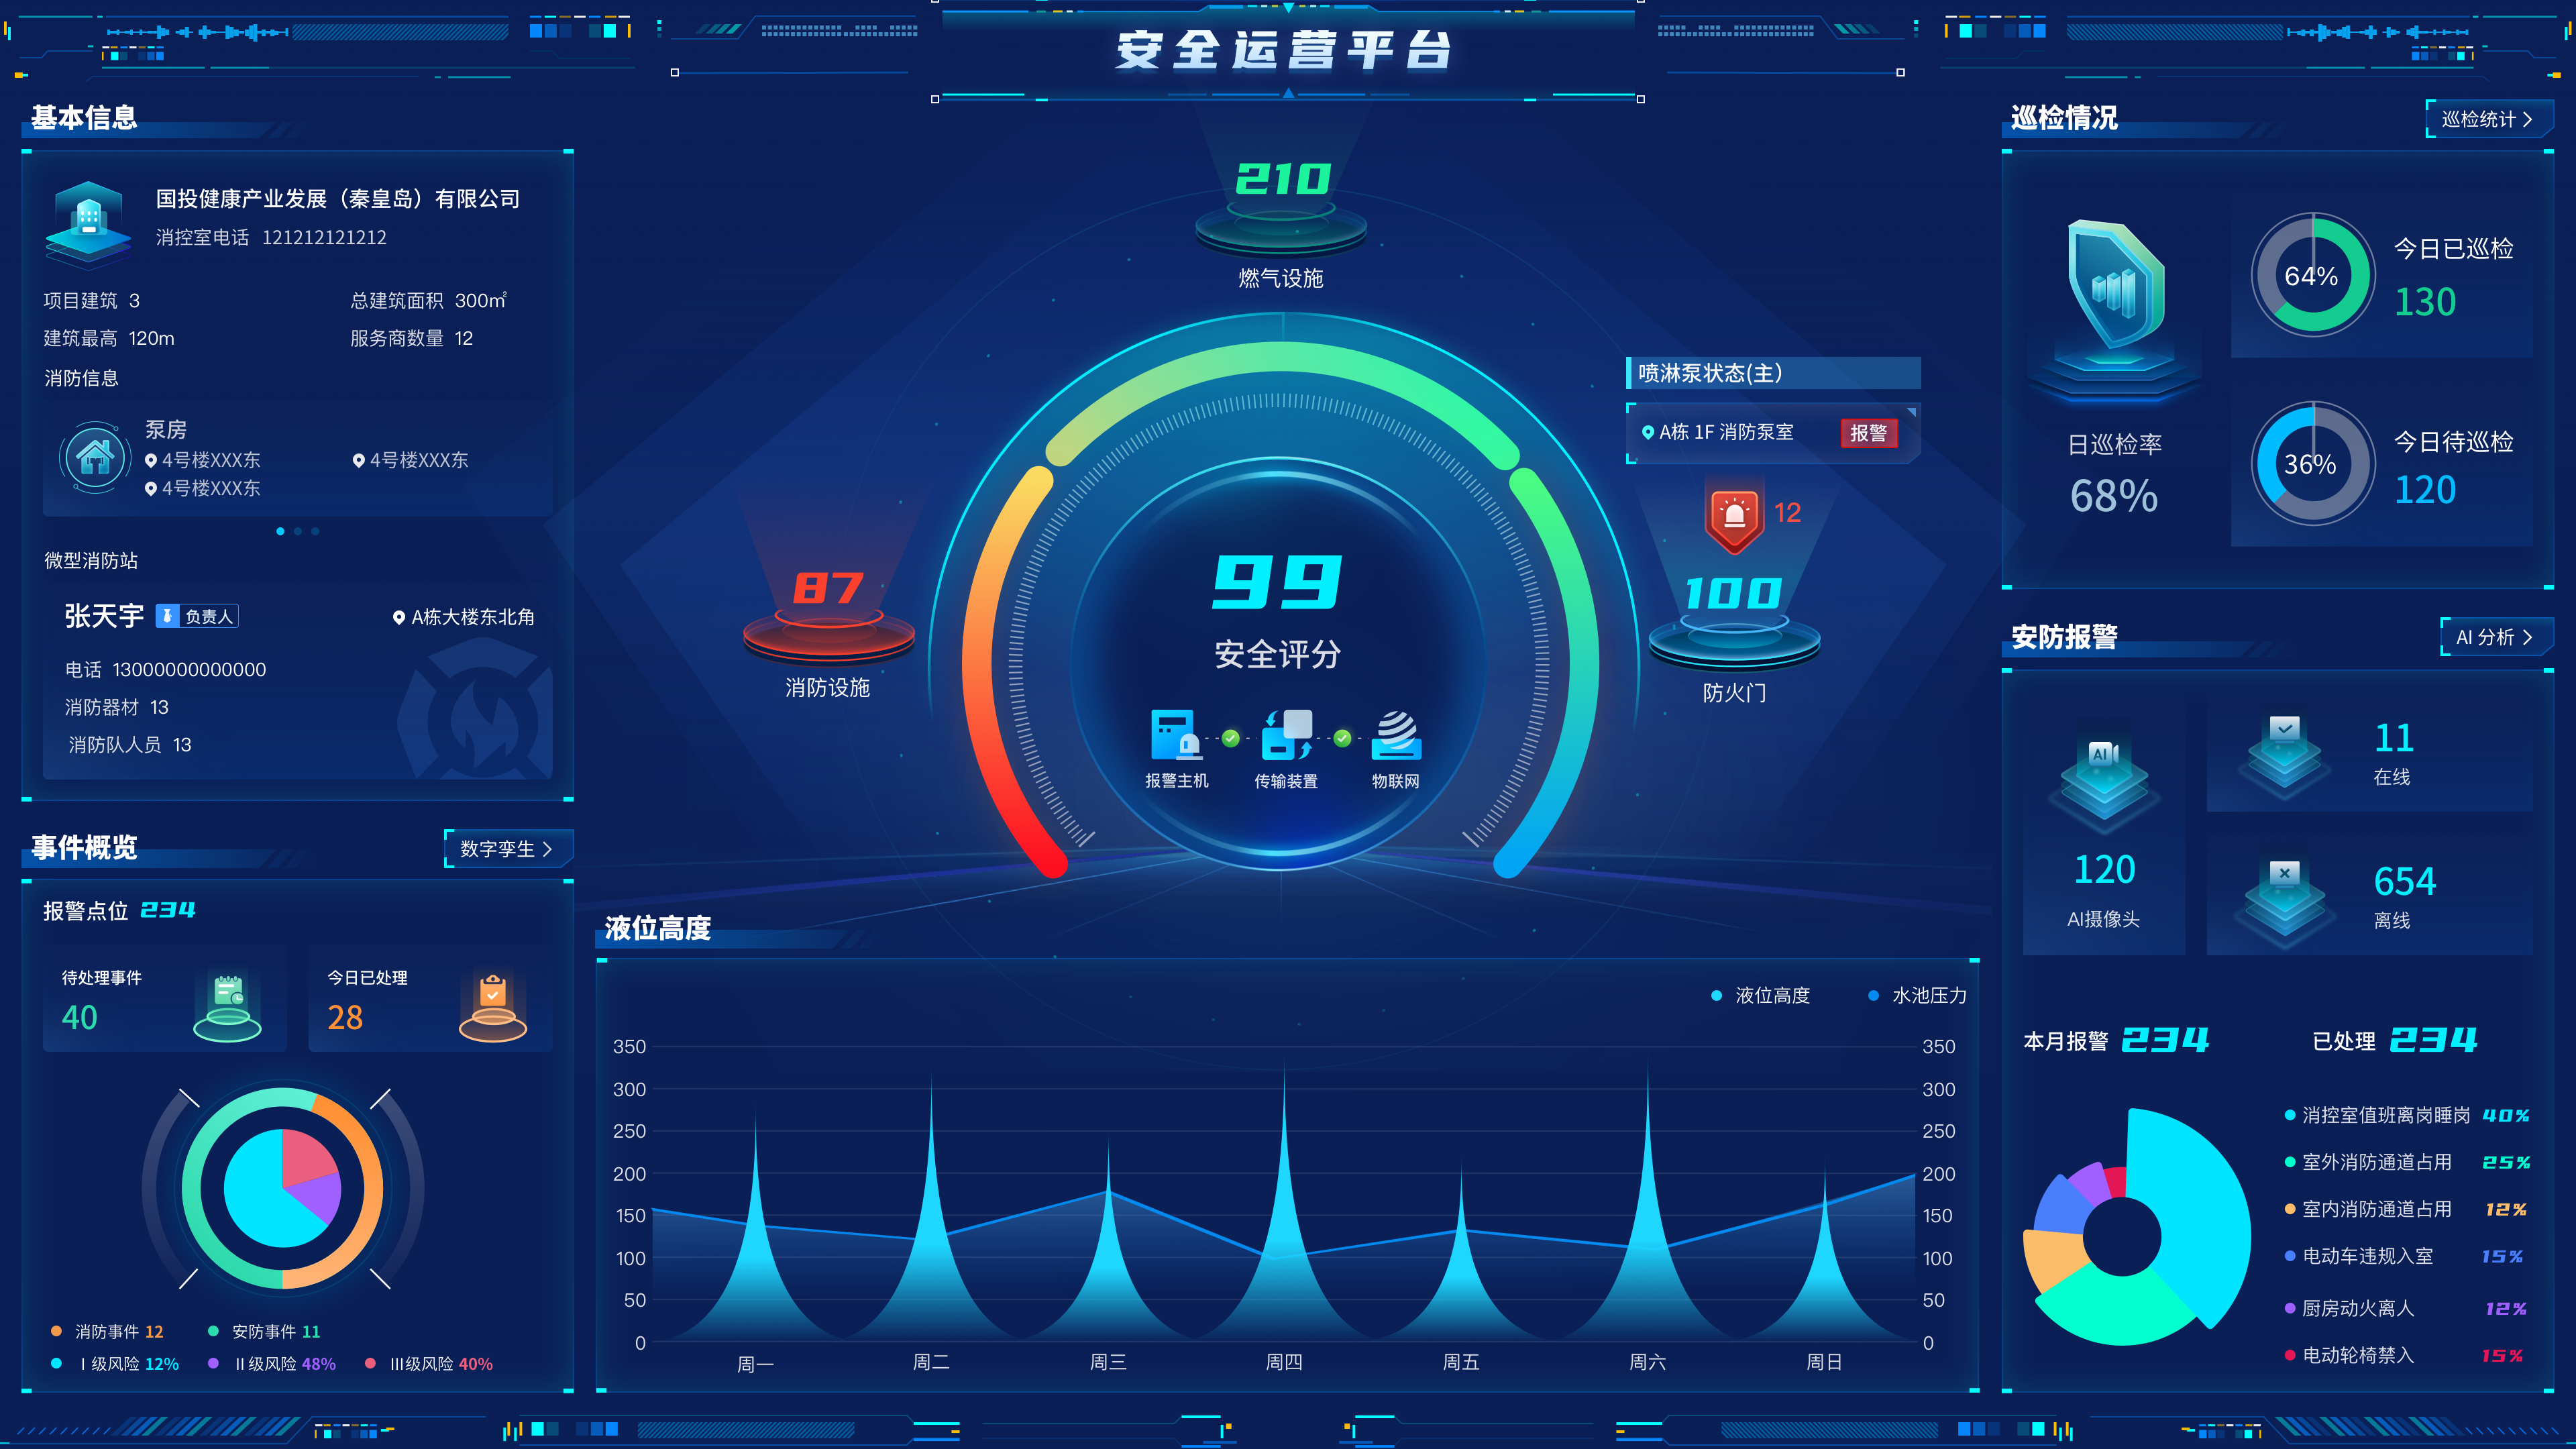 安全运营平台
基本信息
国投健康产业发展（秦皇岛）有限公司
消控室电话 121212121212
项目建筑 3
总建筑面积 300㎡
建筑最高 120m
服务商数量 12
消防信息
泵房
4号楼XXX东
4号楼XXX东
4号楼XXX东
微型消防站
张天宇 负责人
A栋大楼东北角
电话 13000000000000
消防器材 13
消防队人员 13
事件概览
数字孪生
报警点位 234
待处理事件
40
今日已处理
28
消防事件 12
安防事件 11
I 级风险 12%
II 级风险 48%
III级风险 40%
210
燃气设施
87
消防设施
喷淋泵状态(主)
A栋 1F 消防泵室
报警
12
100
防火门
99
安全评分
报警主机
传输装置
物联网
液位高度
液位高度
水池压力
350
300
250
200
150
100
50
0
350
300
250
200
150
100
50
0
周一
周二
周三
周四
周五
周六
周日
巡检情况
巡检统计
日巡检率
68%
64%
今日已巡检
130
36%
今日待巡检
120
安防报警
AI 分析
AI
120
AI摄像头
11
在线
654
离线
本月报警 234
已处理 234
消控室值班离岗睡岗 40%
室外消防通道占用 25%
室内消防通道占用 12%
电动车违规入室 15%
厨房动火离人 12%
电动轮椅禁入 15%